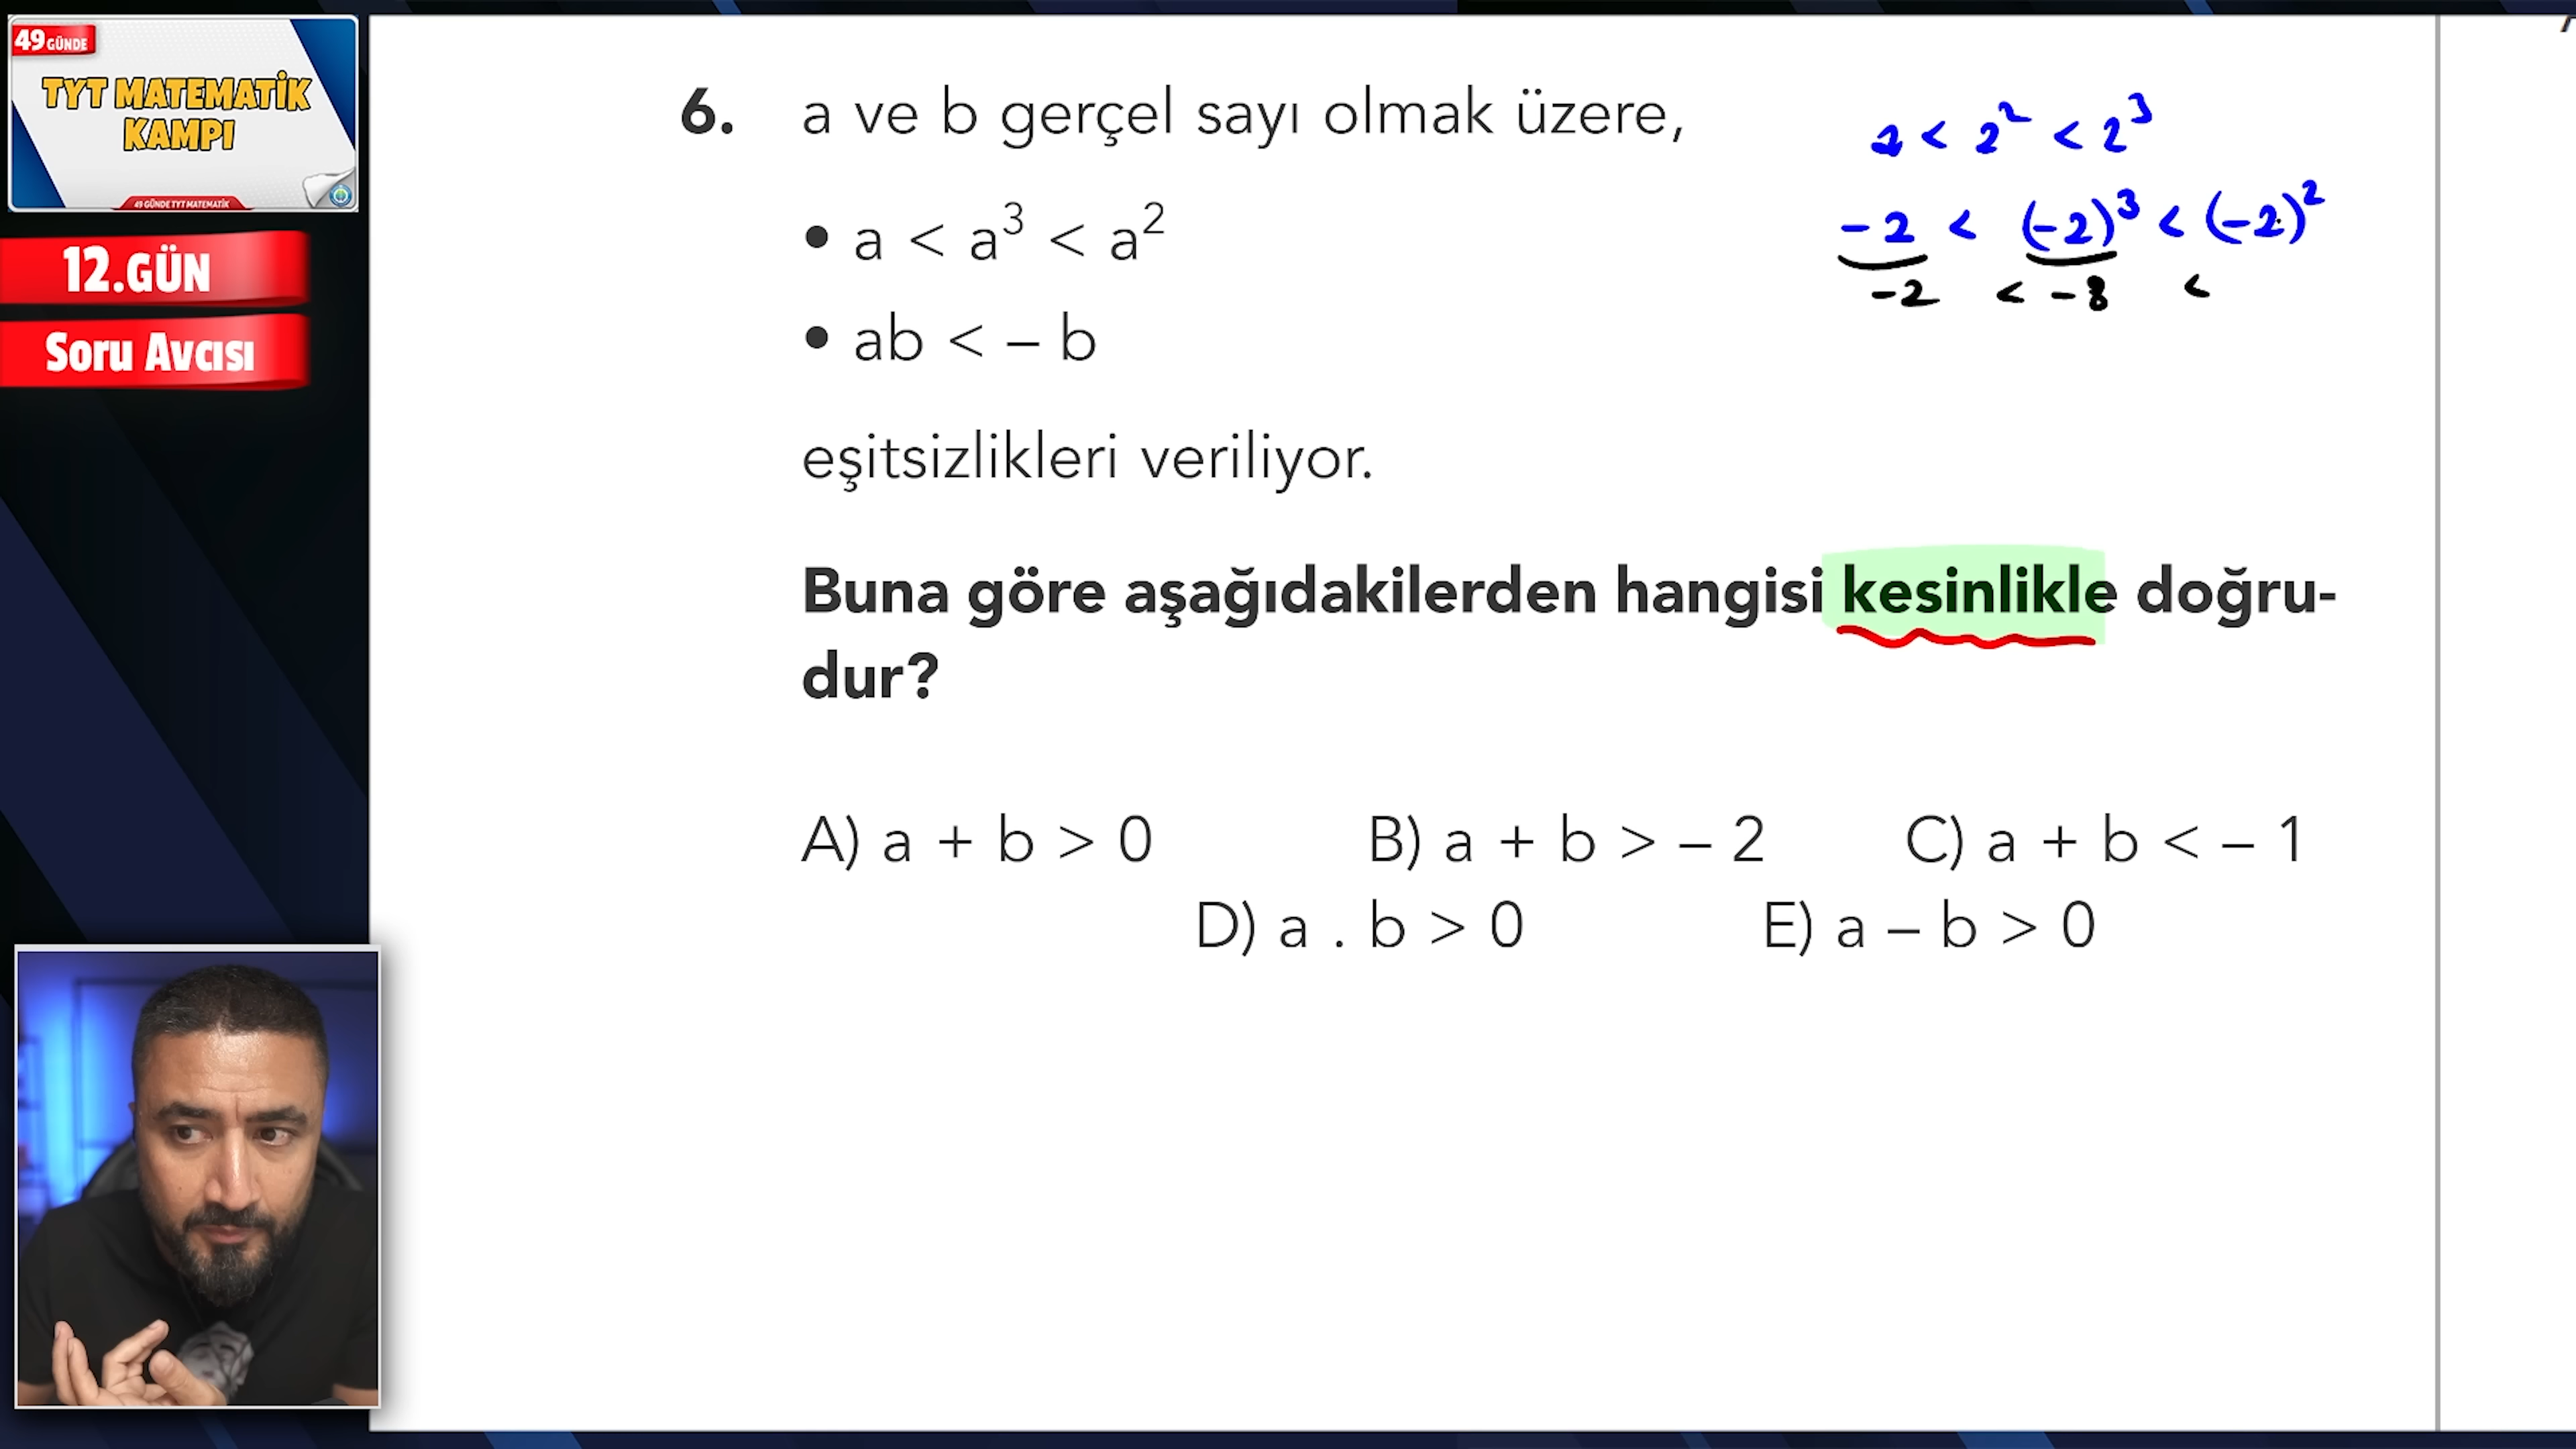 49 GÜNDE
TYT MATEMATİK
KAMPI
49 GÜNDE TYT MATEMATİK
12.GÜN
Soru Avcısı
6. a ve b gerçel sayı olmak üzere,
• a < a³ < a²
• ab < – b
eşitsizlikleri veriliyor.
Buna göre aşağıdakilerden hangisi kesinlikle doğru-
dur?
A) a + b > 0 B) a + b > – 2 C) a + b < – 1
D) a . b > 0 E) a – b > 0
2 < 2² < 2³
-2 < (-2)³ < (-2)²
-2 < -8 <